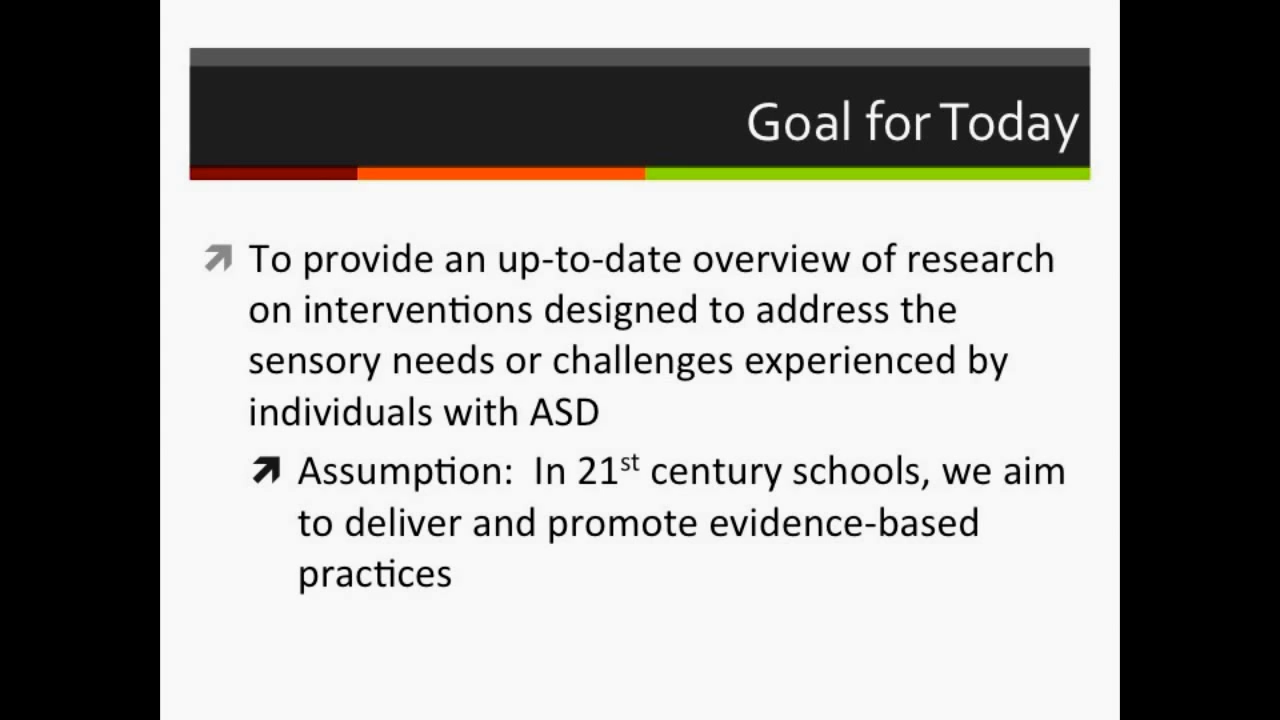 Goal for Today
To provide an up-to-date overview of research
on interventions designed to address the
sensory needs or challenges experienced by
individuals with ASD
Assumption:  In 21st century schools, we aim
to deliver and promote evidence-based
practices